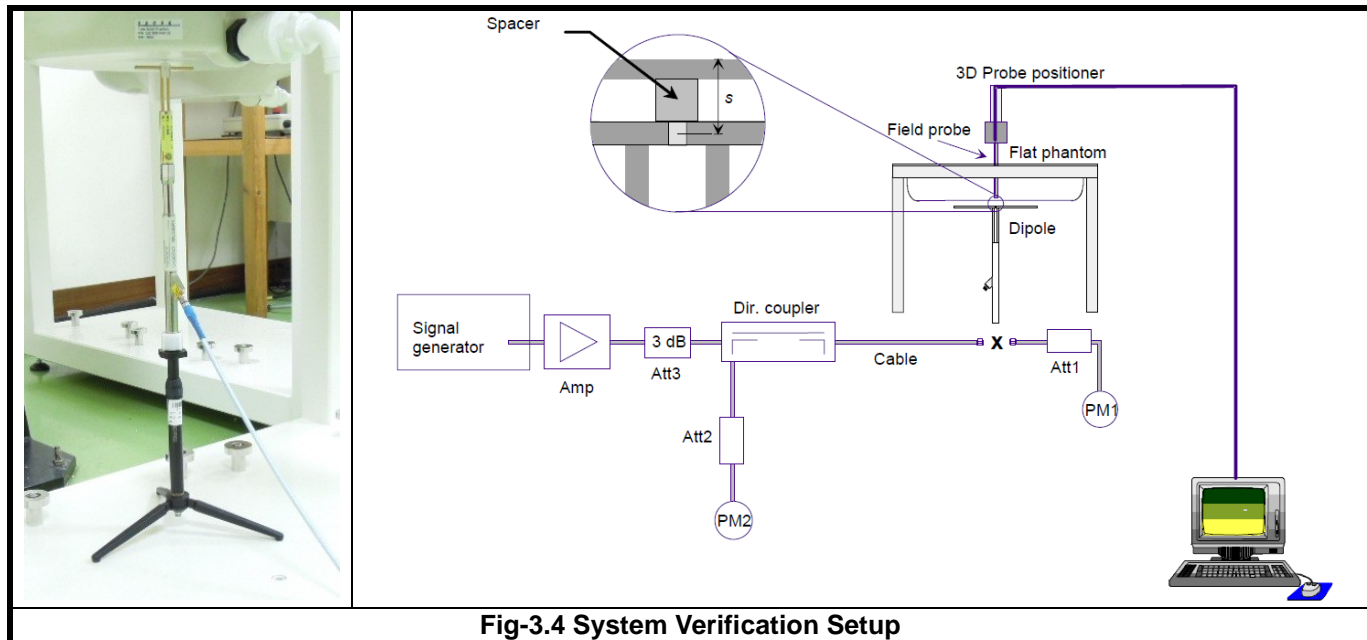 Spacer
s
3D Probe positioner
Field probe
Flat phantom
Dipole
Signal
generator
Amp
3 dB
Att3
Dir. coupler
Cable
X
Att1
PM1
Att2
PM2
Fig-3.4 System Verification Setup